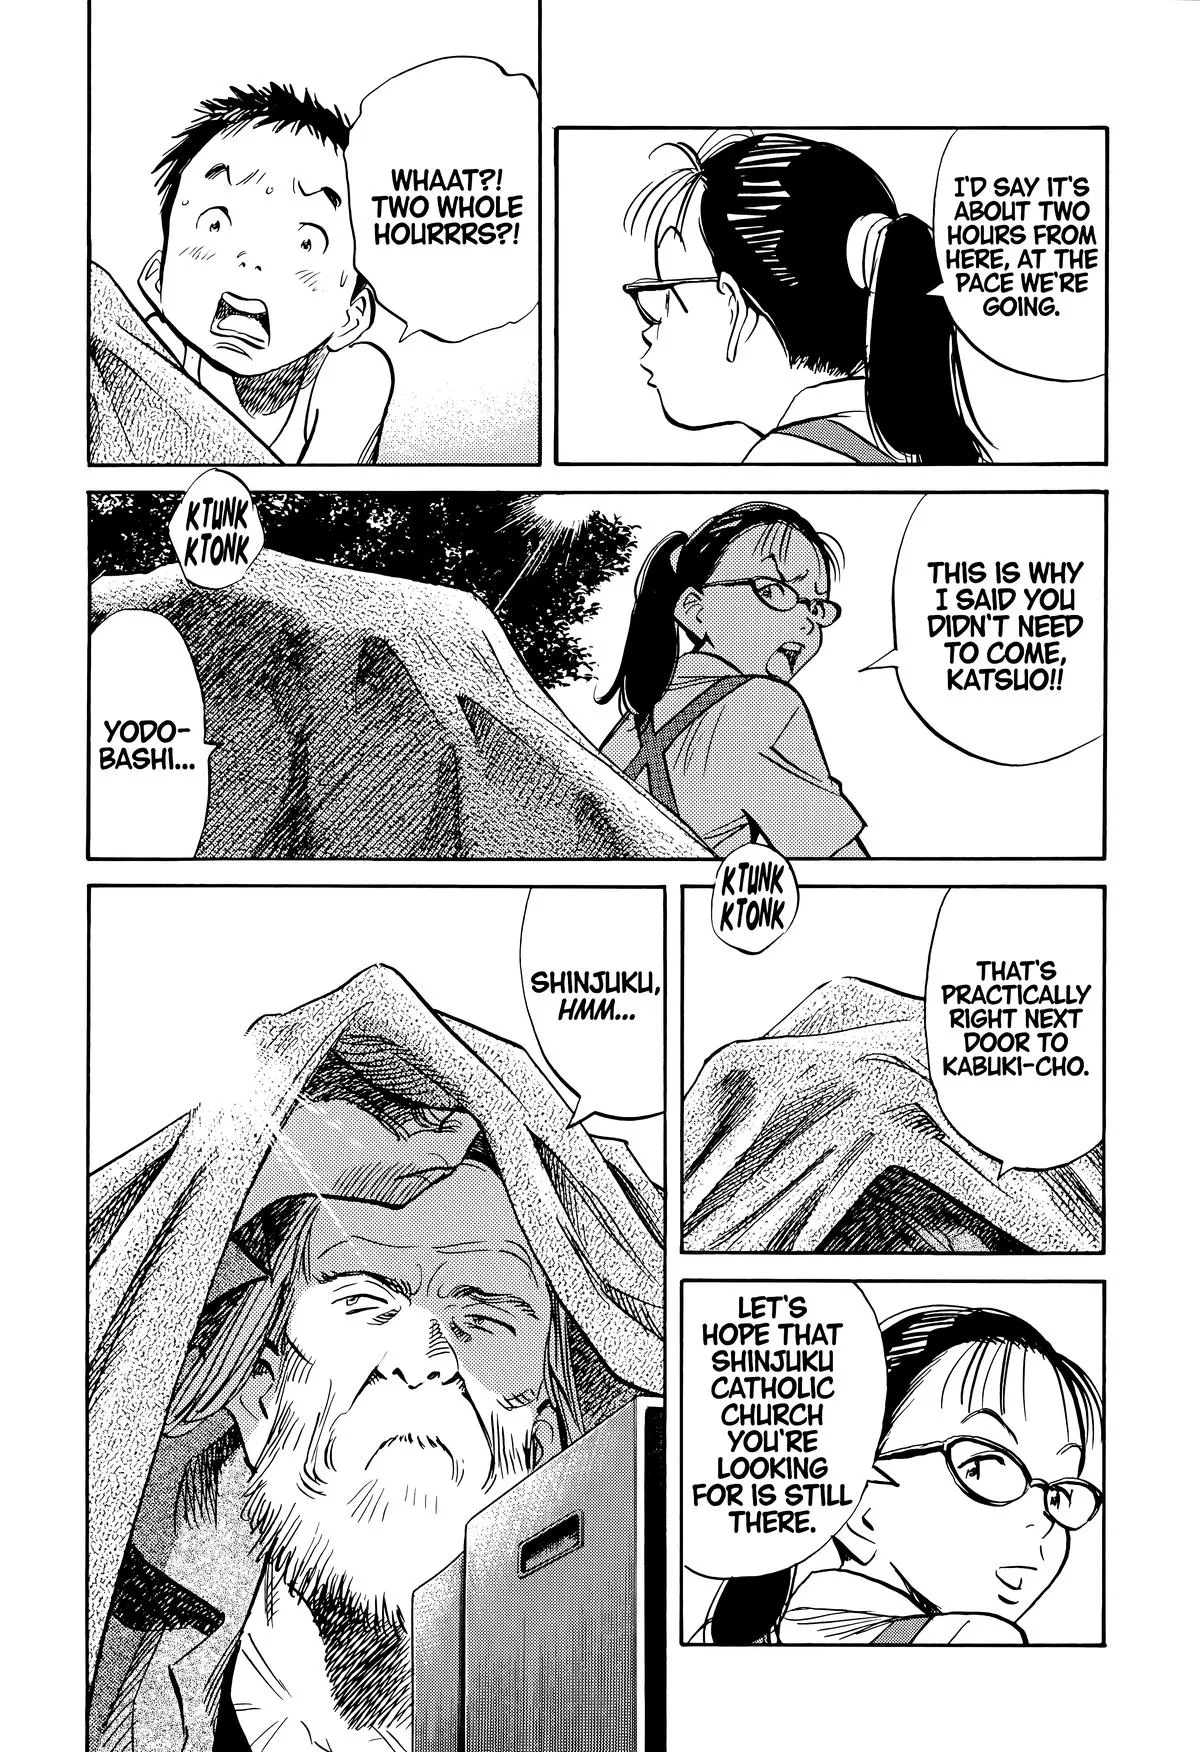 I'D SAY IT'S
ABOUT TWO
HOURS FROM
HERE, AT THE
PACE WE'RE
GOING.
WHAAT?!
TWO WHOLE
HOURRRS?!
THIS IS WHY
I SAID YOU
DIDN'T NEED
TO COME,
KATSUO!!
KTUNK
KTONK
YODO-
BASHI...
KTUNK
KTONK
THAT'S
PRACTICALLY
RIGHT NEXT
DOOR TO
KABUKI-CHO.
LET'S
HOPE THAT
SHINJUKU
CATHOLIC
CHURCH
YOU'RE
LOOKING
FOR IS STILL
THERE.
SHINJUKU,
HMM...